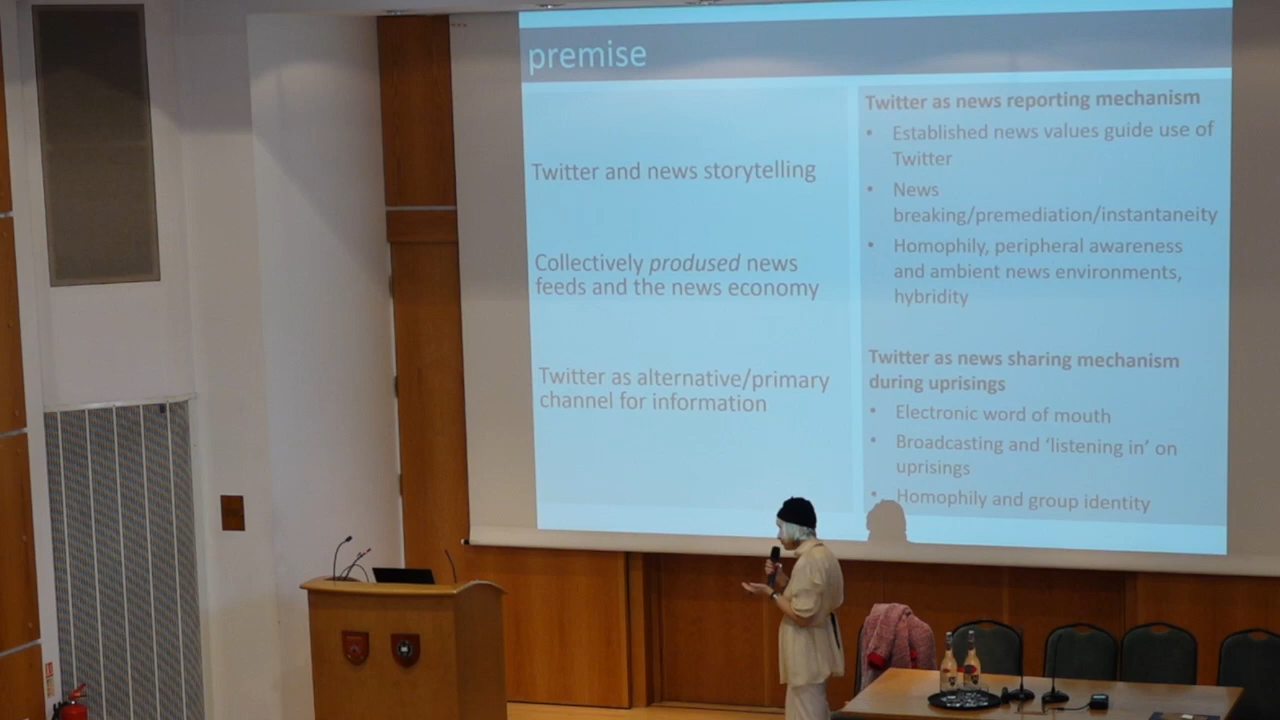 premise
Twitter and news storytelling
Collectively prodused news
feeds and the news economy
Twitter as alternative/primary
channel for information
Twitter as news reporting mechanism
• Established news values guide use of
Twitter
• News
breaking/premediation/instantaneity
• Homophily, peripheral awareness
and ambient news environments,
hybridity
Twitter as news sharing mechanism
during uprisings
• Electronic word of mouth
• Broadcasting and ‘listening in’ on
uprisings
• Homophily and group identity